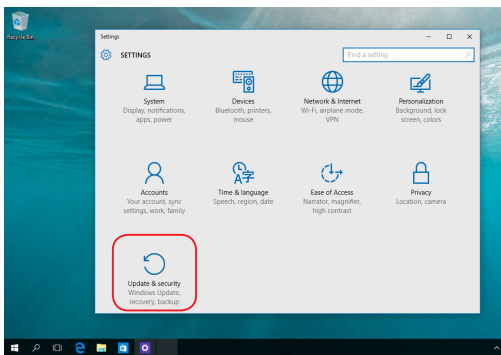 Recycle Bin
Settings
SETTINGS
Find a setting
System
Display, notifications,
apps, power
Devices
Bluetooth, printers,
mouse
Network & Internet
Wi-Fi, airplane mode,
VPN
Personalization
Background, lock
screen, colors
Accounts
Your account, sync
settings, work, family
Time & language
Speech, region, date
Ease of Access
Narrator, magnifier,
high contrast
Privacy
Location, camera
Update & security
Windows Update,
recovery, backup